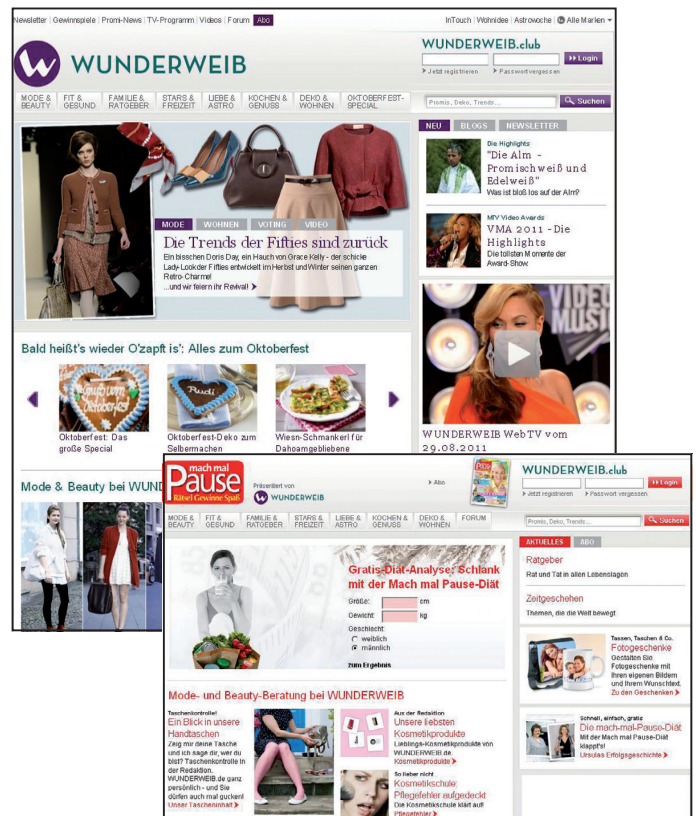 Newsletter | Gewinnspiele | Promi-News | TV-Programm | Videos | Forum Abo
InTouch | Wohnidee | Astrowoche | Alle Marken
WUNDERWEIB
WUNDERWEIB.club
Login
Jetzt registrieren
Passwort vergessen
MODE & BEAUTY
FIT & GESUND
FAMILIE & RATGEBER
STARS & FREIZEIT
LIEBE & ASTRO
KOCHEN & GENUSS
DEKO & WOHNEN
OKTOBERFEST-SPECIAL
Promis, Deko, Trends...
Suchen
MODE WOHNEN VOTING VIDEO
Die Trends der Fifties sind zurück
Ein bisschen Doris Day, ein Hauch von Grace Kelly - der schicke
Lady-Look der Fifties entwickelt im Herbst und Winter seinen ganzen
Retro-Charme!
...und wir feiern ihr Revival!
NEU BLOGS NEWSLETTER
Die Highlights
"Die Alm -
Promischweiß und
Edelweiß"
Was ist bloß los auf der Alm?
MTV Video Awards
VMA 2011 - Die
Highlights
Die tollsten Momente der
Award-Show.
VIDEO
MUSIC
WUNDERWEIB WebTV vom
29.08.2011
Bald heißt's wieder O'zapft is': Alles zum Oktoberfest
Gruß vom
Oktoberfest
Oktoberfest: Das
große Special
Rudi
Oktoberfest-Deko zum
Selbermachen
Wiesn-Schmankerl für
Dahoamgebliebene
Mode & Beauty bei WUND
mach mal
Pause
Rätsel Gewinne Spaß
Präsentiert von
WUNDERWEIB
Abo
WUNDERWEIB.club
Login
Jetzt registrieren
Passwort vergessen
MODE & BEAUTY
FIT & GESUND
FAMILIE & RATGEBER
STARS & FREIZEIT
LIEBE & ASTRO
KOCHEN & GENUSS
DEKO & WOHNEN
FORUM
Promis, Deko, Trends...
Suchen
Gratis-Diät-Analyse: Schlank
mit der Mach mal Pause-Diät
Größe: cm
Gewicht: kg
Geschlecht:
weiblich
männlich
zum Ergebnis
AKTUELLES ABO
Ratgeber
Rat und Tat in allen Lebenslagen
Zeitgeschehen
Themen, die die Welt bewegt
Tassen, Taschen & Co.
Fotogeschenke
Gestalten Sie
Fotogeschenke mit
Ihren eigenen Bildern
und Ihrem Wunschtext.
Zu den Geschenken
Schnell, einfach, gratis
Die mach-mal-Pause-Diät
Mit der Mach mal Pause-Diät
klappt's!
Ursulas Erfolgsgeschichte
Mode- und Beauty-Beratung bei WUNDERWEIB
Taschenkontrolle!
Ein Blick in unsere
Handtaschen
Zeig mir deine Tasche
und ich sage dir, wer du
bist? Taschenkontrolle in
der Redaktion.
WUNDERWEIB.de ganz
persönlich - und Sie
dürfen auch mal gucken!
Unser Tascheninhalt
Aus der Redaktion
Unsere liebsten
Kosmetikprodukte
Lieblings-Kosmetikprodukte von
WUNDERWEIB.de.
Kosmetikprodukte
So lieber nicht
Kosmetikschule:
Pflegefehler aufgedeckt
Die Kosmetikschule klärt auf!
Pflegefehler